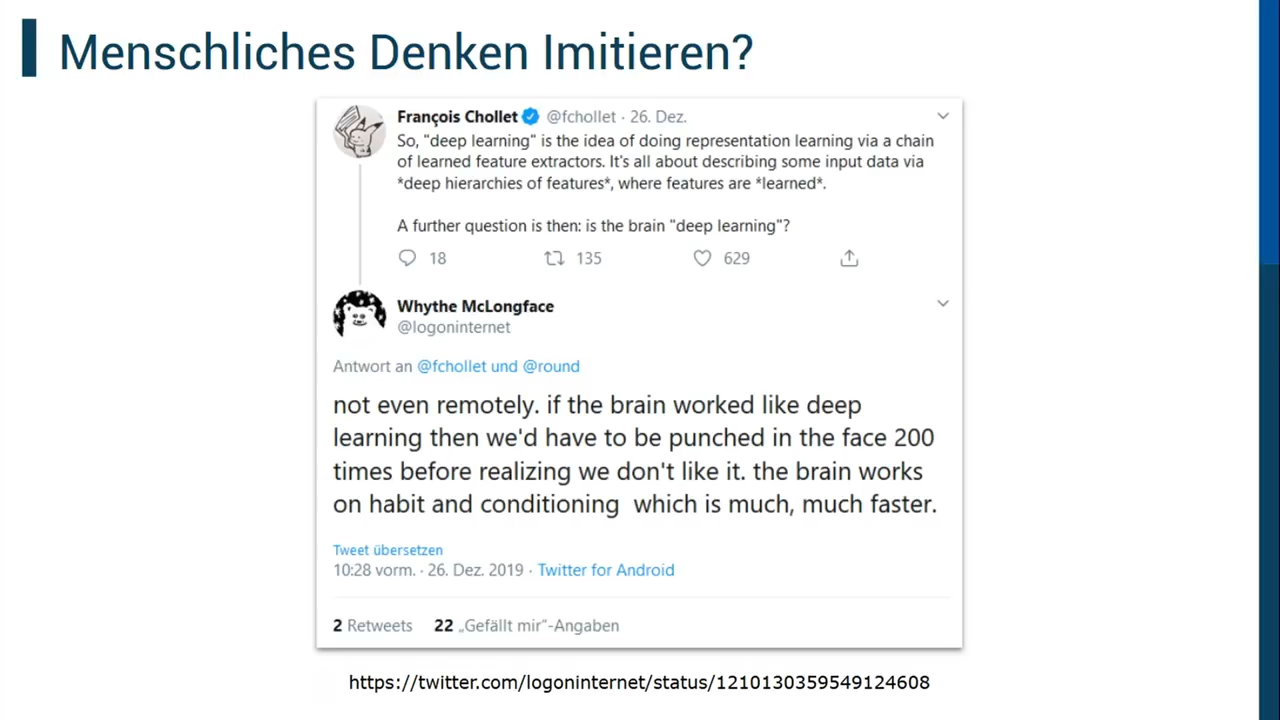 Menschliches Denken Imitieren?
François Chollet @fchollet · 26. Dez.
So, "deep learning" is the idea of doing representation learning via a chain
of learned feature extractors. It's all about describing some input data via
*deep hierarchies of features*, where features are *learned*.
A further question is then: is the brain "deep learning"?
18 135 629
Whythe McLongface
@logoninternet
Antwort an @fchollet und @round
not even remotely. if the brain worked like deep
learning then we'd have to be punched in the face 200
times before realizing we don't like it. the brain works
on habit and conditioning  which is much, much faster.
Tweet übersetzen
10:28 vorm. · 26. Dez. 2019 · Twitter for Android
2 Retweets 22 „Gefällt mir“-Angaben
https://twitter.com/logoninternet/status/1210130359549124608